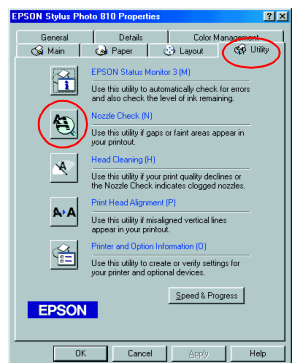 EPSON Stylus Photo 810 Properties
General Details Color Management
Main Paper Layout Utility
EPSON Status Monitor 3 (M)
Use this utility to automatically check for errors
and also check the level of ink remaining.
Nozzle Check (N)
Use this utility if gaps or faint areas appear in
your printout.
Head Cleaning (H)
Use this utility if your print quality declines or
the Nozzle Check indicates clogged nozzles.
Print Head Alignment (P)
Use this utility if misaligned vertical lines
appear in your printout.
Printer and Option Information (O)
Use this utility to create or verify settings for
your printer and optional devices.
Speed & Progress
EPSON
OK Cancel Apply Help